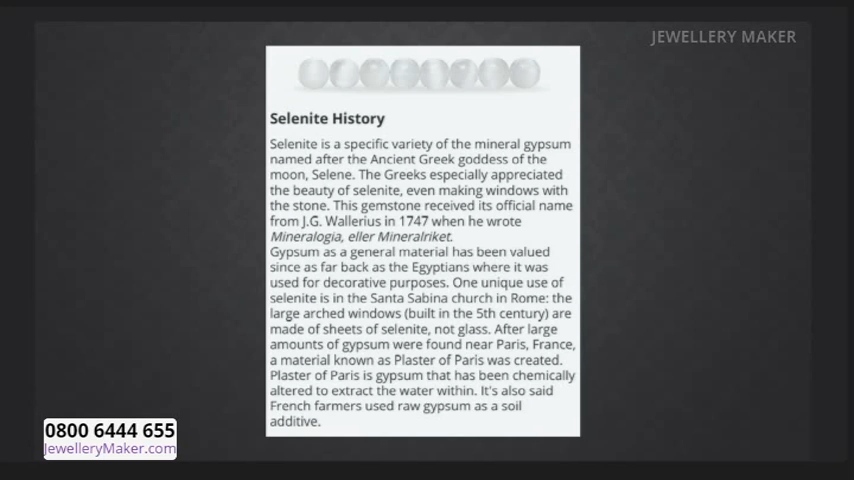 JEWELLERY MAKER
Selenite History
Selenite is a specific variety of the mineral gypsum
named after the Ancient Greek goddess of the
moon, Selene. The Greeks especially appreciated
the beauty of selenite, even making windows with
the stone. This gemstone received its official name
from J.G. Wallerius in 1747 when he wrote
Mineralogia, eller Mineralriket.
Gypsum as a general material has been valued
since as far back as the Egyptians where it was
used for decorative purposes. One unique use of
selenite is in the Santa Sabina church in Rome: the
large arched windows (built in the 5th century) are
made of sheets of selenite, not glass. After large
amounts of gypsum were found near Paris, France,
a material known as Plaster of Paris was created.
Plaster of Paris is gypsum that has been chemically
altered to extract the water within. It's also said
French farmers used raw gypsum as a soil
additive.
0800 6444 655
JewelleryMaker.com